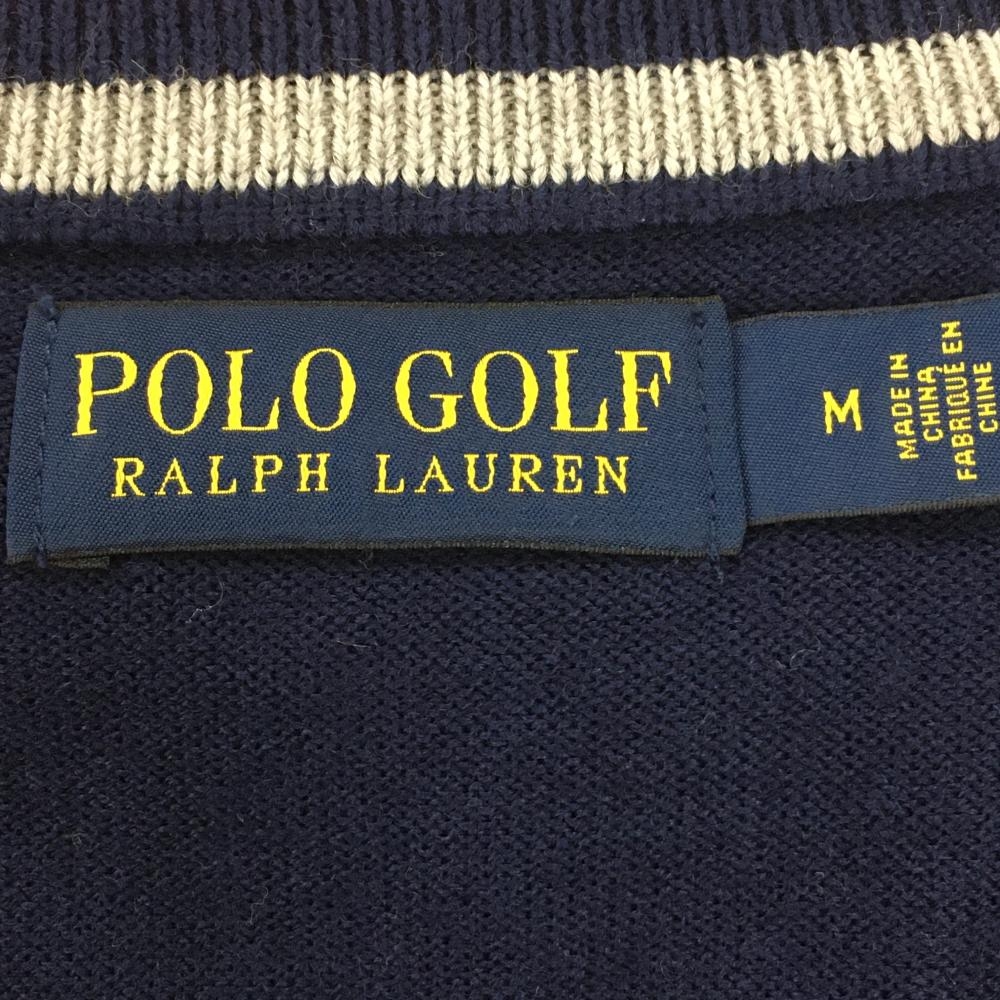 POLO GOLF
RALPH LAUREN
M
MADE IN
CHINA
FABRIQUÉ EN
CHINE